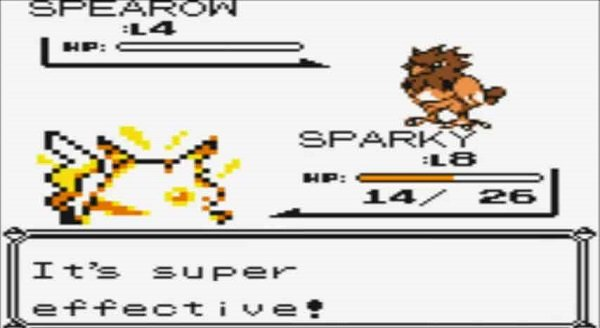 SPEAROW
:L4
HP:
SPARKY
:L8
HP:
14/ 26
It's super
effective!